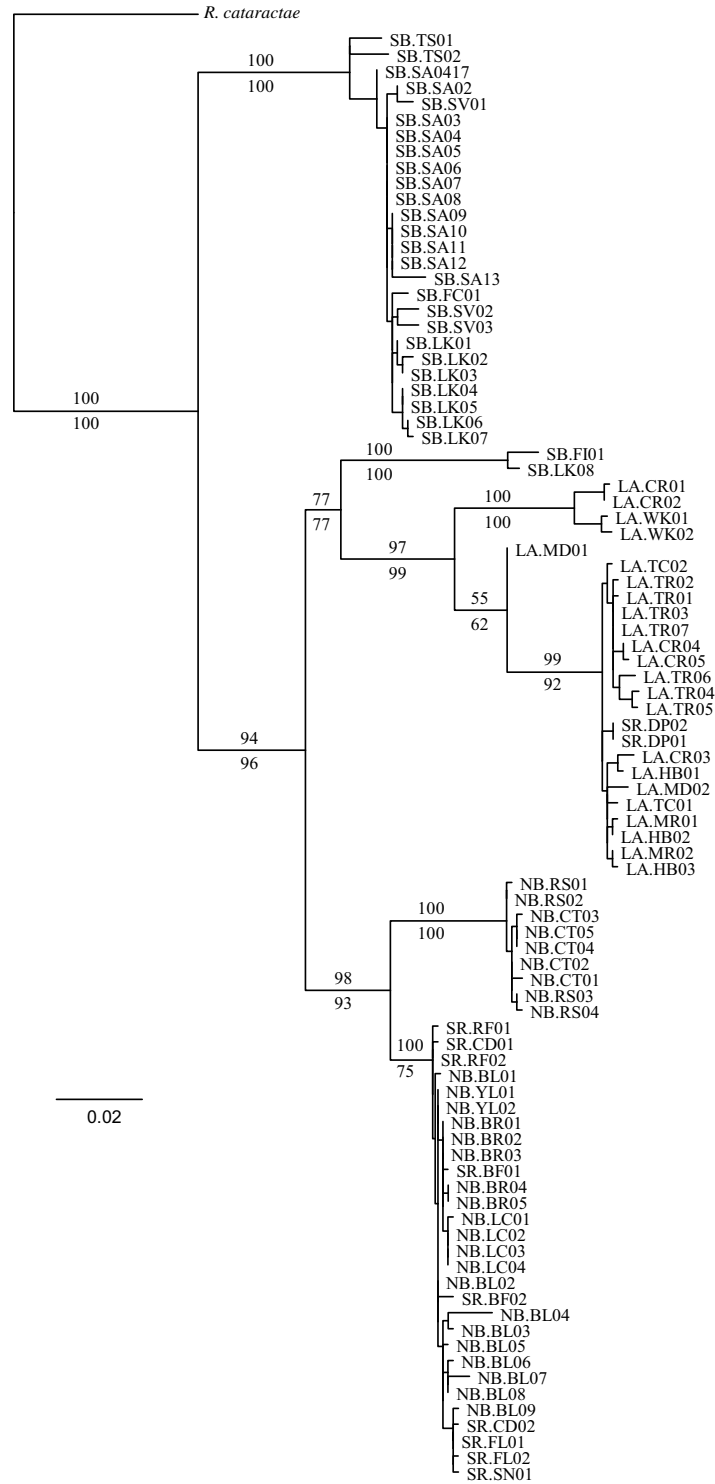 R. cataractae
SB.TS01
100
SB.TS02
SB.SA0417
100
SB.SA02
SB.SV01
SB.SA03
SB.SA04
SB.SA05
SB.SA06
SB.SA07
SB.SA08
SB.SA09
SB.SA10
SB.SA11
SB.SA12
SB.SA13
SB.FC01
SB.SV02
SB.SV03
SB.LK01
SB.LK02
SB.LK03
SB.LK04
100
SB.LK05
SB.LK06
100
SB.LK07
100
SB.FI01
100
SB.LK08
LA.CR01
77
100
LA.CR02
LA.WK01
77
100
LA.WK02
97
LA.MD01
99
LA.TC02
LA.TR02
55
LA.TR01
LA.TR03
62
LA.TR07
LA.CR04
99
LA.CR05
LA.TR06
92
LA.TR04
LA.TR05
SR.DP02
94
SR.DP01
LA.CR03
96
LA.HB01
LA.MD02
LA.TC01
LA.MR01
LA.HB02
LA.MR02
LA.HB03
NB.RS01
NB.RS02
100
NB.CT03
NB.CT05
100
NB.CT04
NB.CT02
98
NB.CT01
NB.RS03
93
NB.RS04
SR.RF01
100
SR.CD01
SR.RF02
75
NB.BL01
NB.YL01
NB.YL02
0.02
NB.BR01
NB.BR02
NB.BR03
SR.BF01
NB.BR04
NB.BR05
NB.LC01
NB.LC02
NB.LC03
NB.LC04
NB.BL02
SR.BF02
NB.BL04
NB.BL03
NB.BL05
NB.BL06
NB.BL07
NB.BL08
NB.BL09
SR.CD02
SR.FL01
SR.FL02
SR.SN01